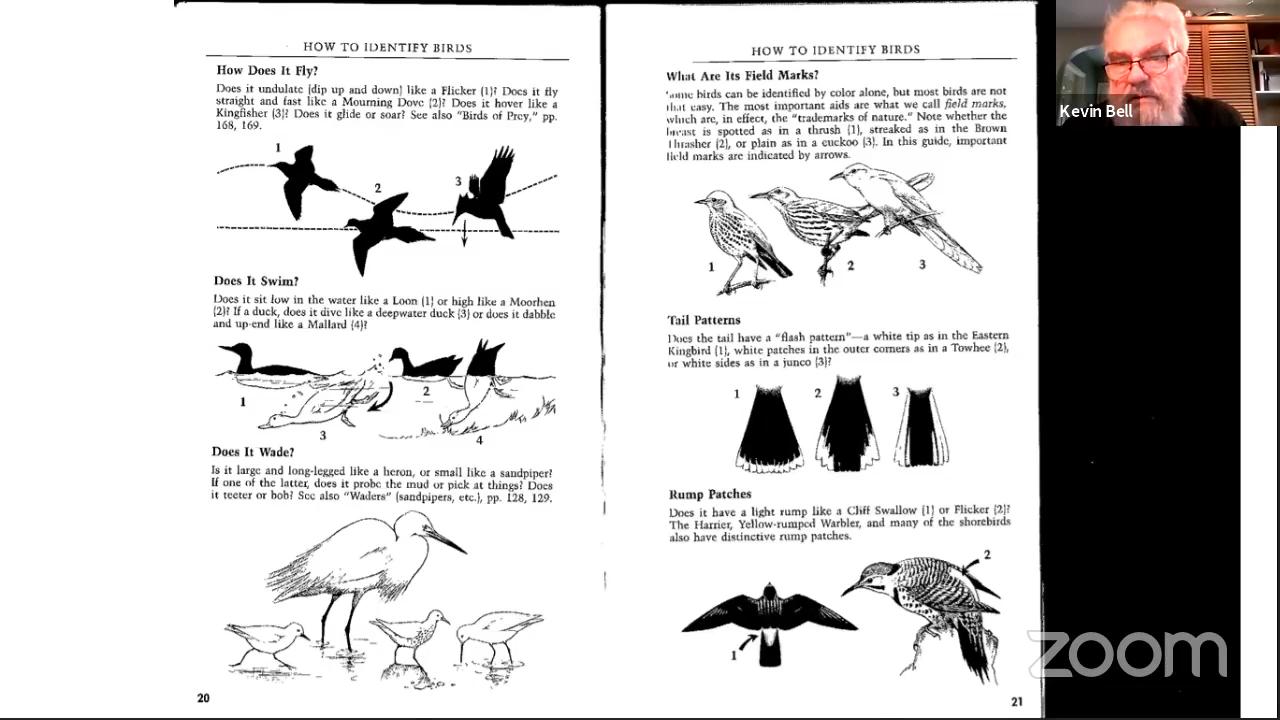 HOW TO IDENTIFY BIRDS
How Does It Fly?
Does it undulate (dip up and down) like a Flicker (1)? Does it fly
straight and fast like a Mourning Dove (2)? Does it hover like a
Kingfisher (3)? Does it glide or soar? See also "Birds of Prey," pp.
168, 169.
1
2
3
Does It Swim?
Does it sit low in the water like a Loon (1) or high like a Moorhen
(2)? If a duck, does it dive like a deepwater duck (3) or does it dabble
and up-end like a Mallard (4)?
1
2
3
4
Does It Wade?
Is it large and long-legged like a heron, or small like a sandpiper?
If one of the latter, does it probe the mud or pick at things? Does
it teeter or bob? See also "Waders" (sandpipers, etc.), pp. 128, 129.
20
HOW TO IDENTIFY BIRDS
What Are Its Field Marks?
Some birds can be identified by color alone, but most birds are not
that easy. The most important aids are what we call field marks,
which are, in effect, the "trademarks of nature." Note whether the
breast is spotted as in a thrush (1), streaked as in the Brown
Thrasher (2), or plain as in a cuckoo (3). In this guide, important
field marks are indicated by arrows.
1
2
3
Tail Patterns
Does the tail have a "flash pattern"—a white tip as in the Eastern
Kingbird (1), white patches in the outer corners as in a Towhee (2),
or white sides as in a junco (3)?
1
2
3
Rump Patches
Does it have a light rump like a Cliff Swallow (1) or Flicker (2)?
The Harrier, Yellow-rumped Warbler, and many of the shorebirds
also have distinctive rump patches.
1
2
21
Kevin Bell
zoom